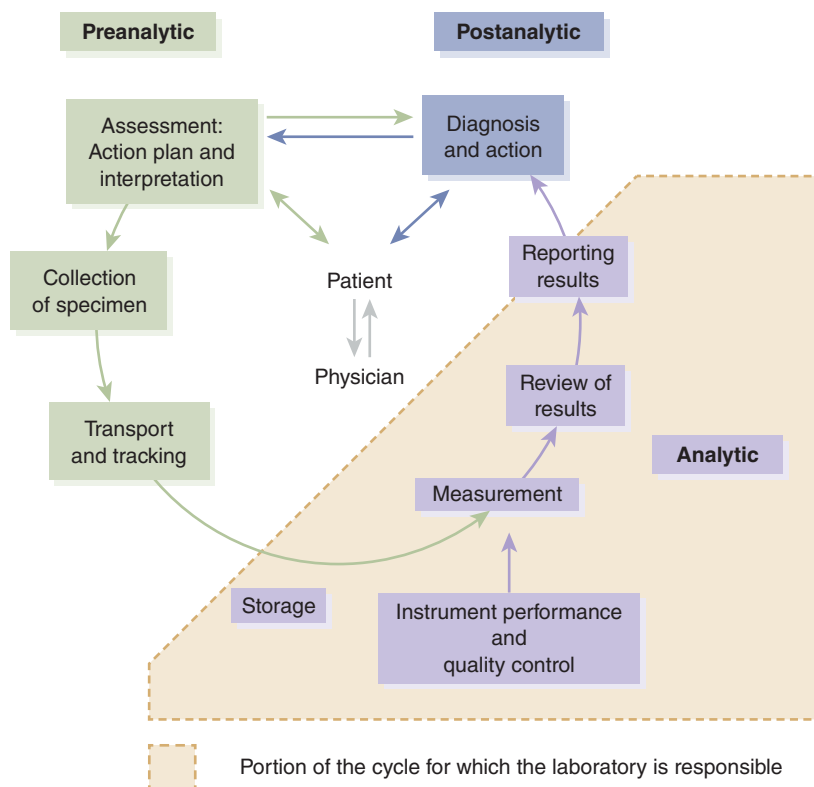 Preanalytic
Postanalytic
Assessment:
Action plan and
interpretation
Diagnosis
and action
Collection
of specimen
Patient
Reporting
results
Physician
Review of
results
Transport
and tracking
Analytic
Measurement
Storage
Instrument performance
and
quality control
Portion of the cycle for which the laboratory is responsible